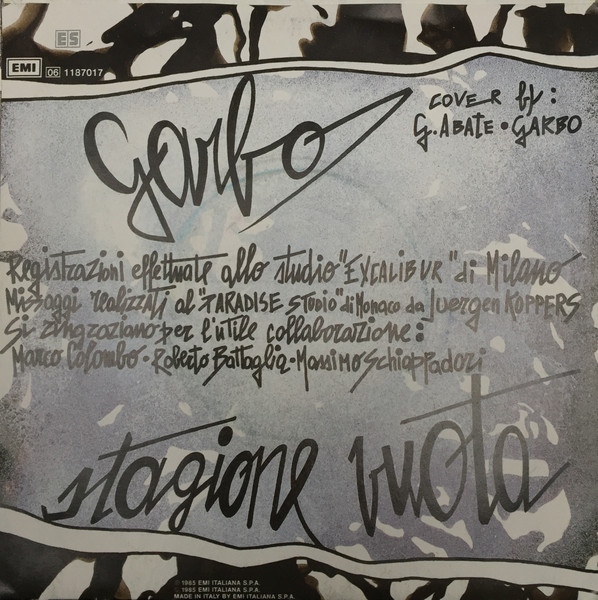 ES
EMI 06 1187017
COVER by:
G. ABATE • GARBO
garbo
Registrazioni effettuate allo studio "EXCALIBUR" di Milano
Missaggi realizzati al "PARADISE STUDIO" di Monaco da Juergen KOPPERS
Si ringraziano per l'utile collaborazione:
Marco Colombo • Roberto Battaglia • Massimo Schiappadori
stagione vuota
℗ 1985 EMI ITALIANA S.P.A.
© 1985 EMI ITALIANA S.P.A.
MADE IN ITALY BY EMI ITALIANA S.P.A.